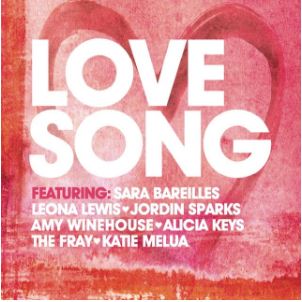 LOVE
SONG
FEATURING: SARA BAREILLES
LEONA LEWIS♥JORDIN SPARKS
AMY WINEHOUSE♥ALICIA KEYS
THE FRAY♥KATIE MELUA